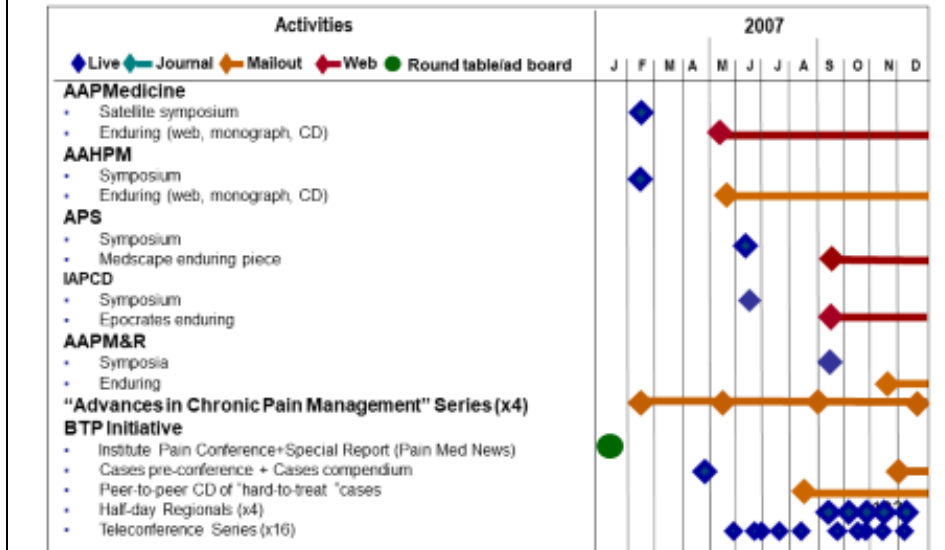 Activities
2007
Live Journal Mailout Web Round table/ad board
J F M A M J J A S O N D
AAPMedicine
• Satellite symposium
• Enduring (web, monograph, CD)
AAHPM
• Symposium
• Enduring (web, monograph, CD)
APS
• Symposium
• Medscape enduring piece
IAPCD
• Symposium
• Epocrates enduring
AAPM&R
• Symposia
• Enduring
“Advances in Chronic Pain Management” Series (x4)
BTP Initiative
• Institute Pain Conference+Special Report (Pain Med News)
• Cases pre-conference + Cases compendium
• Peer-to-peer CD of “hard-to-treat “cases
• Half-day Regionals (x4)
• Teleconference Series (x16)